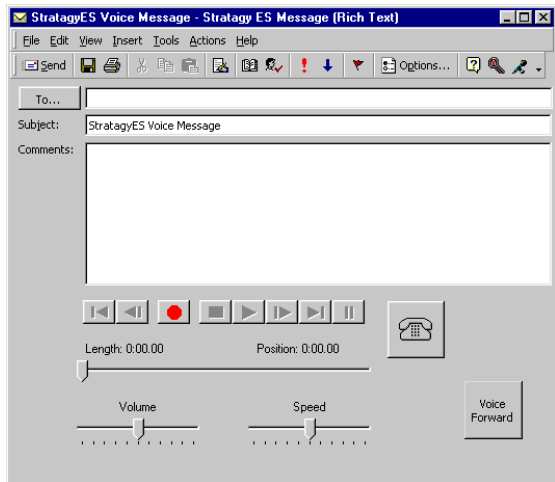 StratagyES Voice Message - Stratagy ES Message (Rich Text)
File Edit View Insert Tools Actions Help
Send Options...
To...
Subject: StratagyES Voice Message
Comments:
Length: 0:00.00 Position: 0:00.00
Volume Speed
Voice
Forward